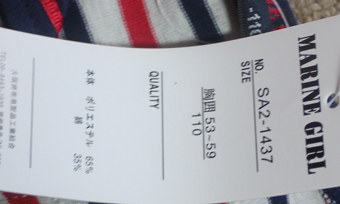 MARINE GIRL
NO. SA2-1437
SIZE
胸囲 53~59
110
QUALITY
本体 ポリエステル 65%
綿 35%